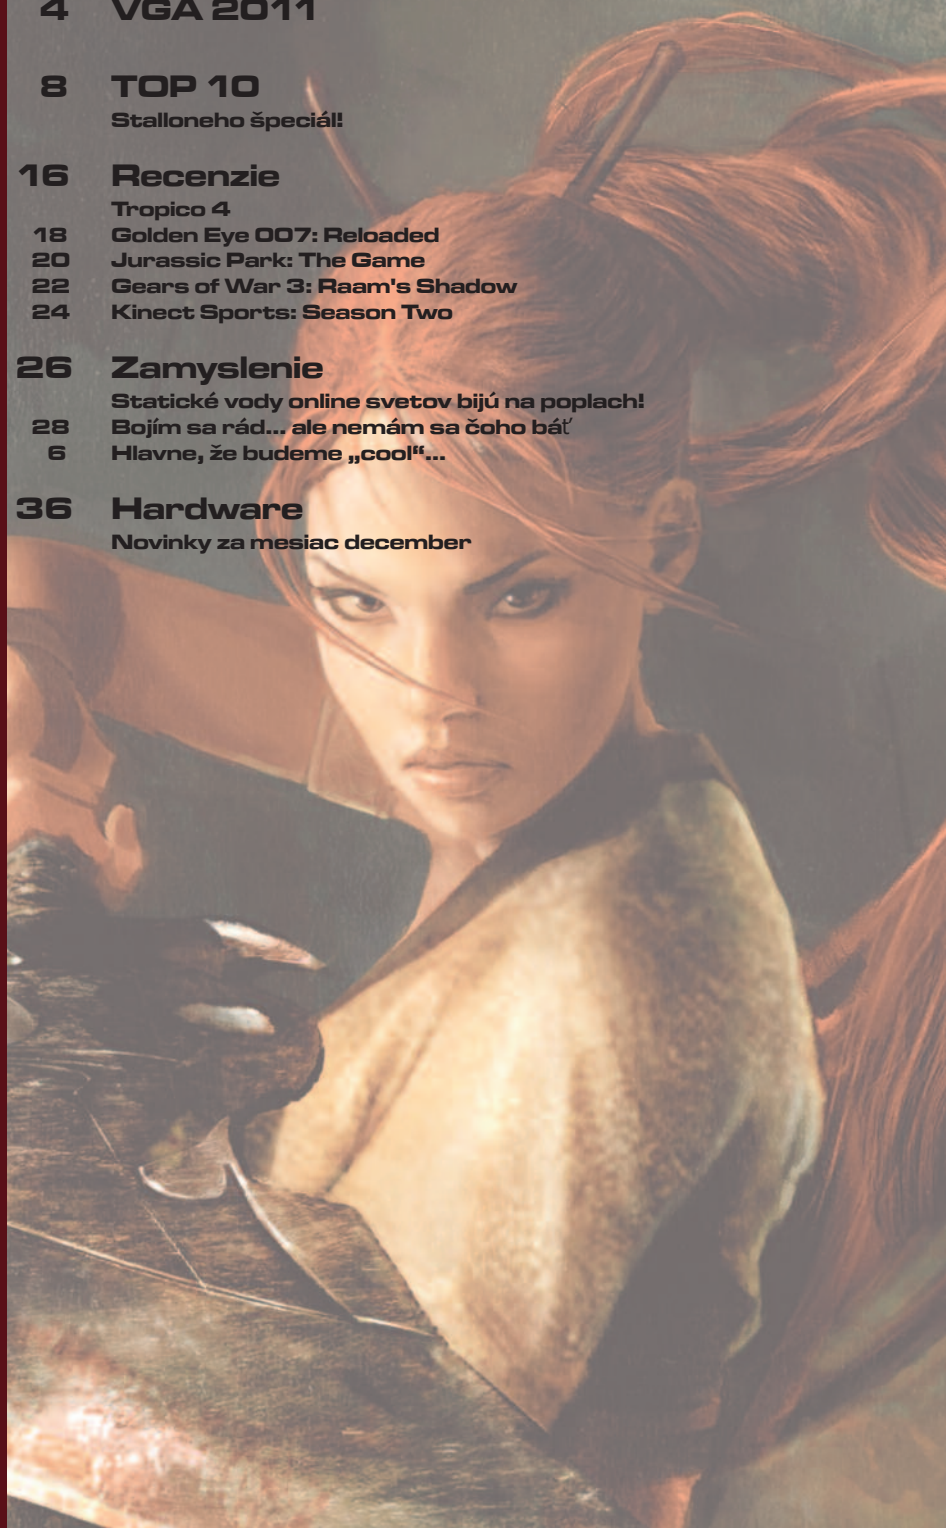 4 VGA 2011
8 TOP 10
Stalloneho špeciál!
16 Recenzie
Tropico 4
18 Golden Eye 007: Reloaded
20 Jurassic Park: The Game
22 Gears of War 3: Raam's Shadow
24 Kinect Sports: Season Two
26 Zamyslenie
Statické vody online svetov bijú na poplach!
28 Bojím sa rád... ale nemám sa čoho báť
6 Hlavne, že budeme „cool“...
36 Hardware
Novinky za mesiac december